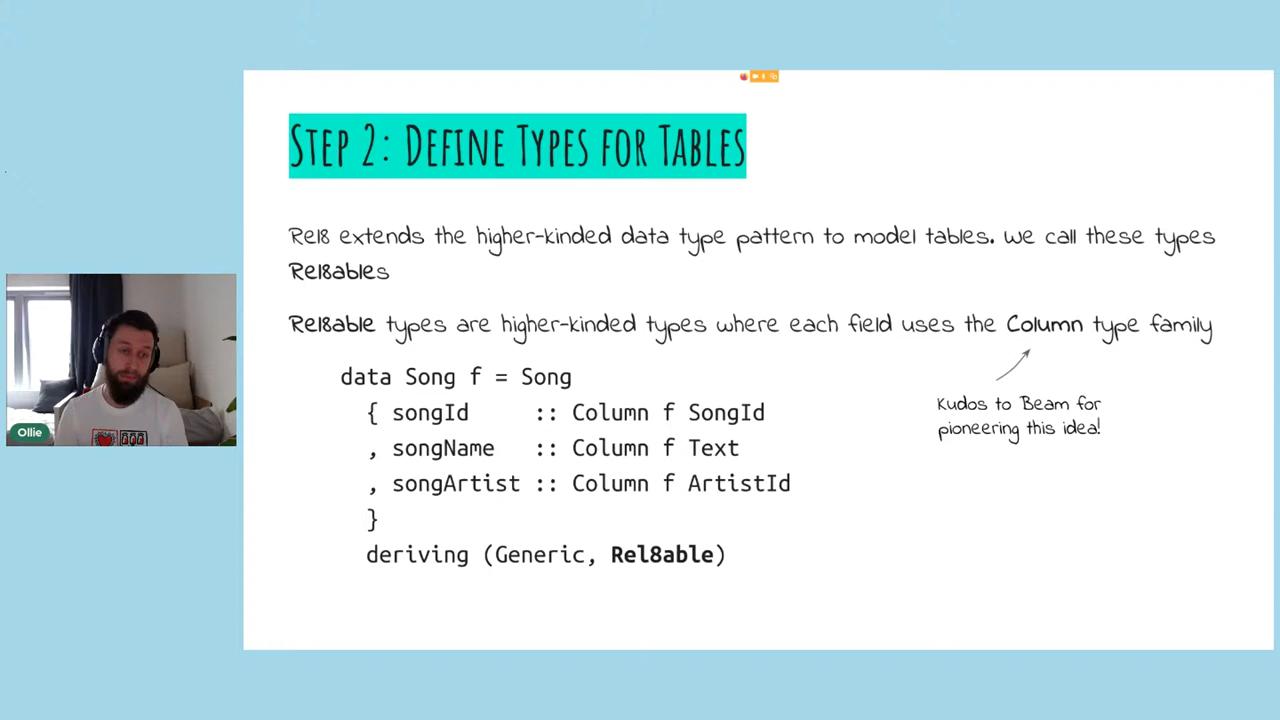 Step 2: Define Types for Tables
Rel8 extends the higher-kinded data type pattern to model tables. We call these types
Rel8ables
Rel8able types are higher-kinded types where each field uses the Column type family
data Song f = Song
{ songId :: Column f SongId
, songName :: Column f Text
, songArtist :: Column f ArtistId
}
deriving (Generic, Rel8able)
Kudos to Beam for
pioneering this idea!
Ollie